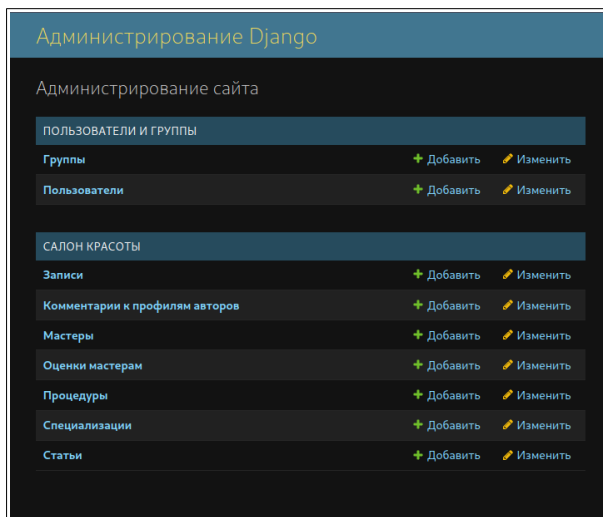 Администрирование Django
Администрирование сайта
ПОЛЬЗОВАТЕЛИ И ГРУППЫ
Группы Добавить Изменить
Пользователи Добавить Изменить
САЛОН КРАСОТЫ
Записи Добавить Изменить
Комментарии к профилям авторов Добавить Изменить
Мастеры Добавить Изменить
Оценки мастерам Добавить Изменить
Процедуры Добавить Изменить
Специализации Добавить Изменить
Статьи Добавить Изменить